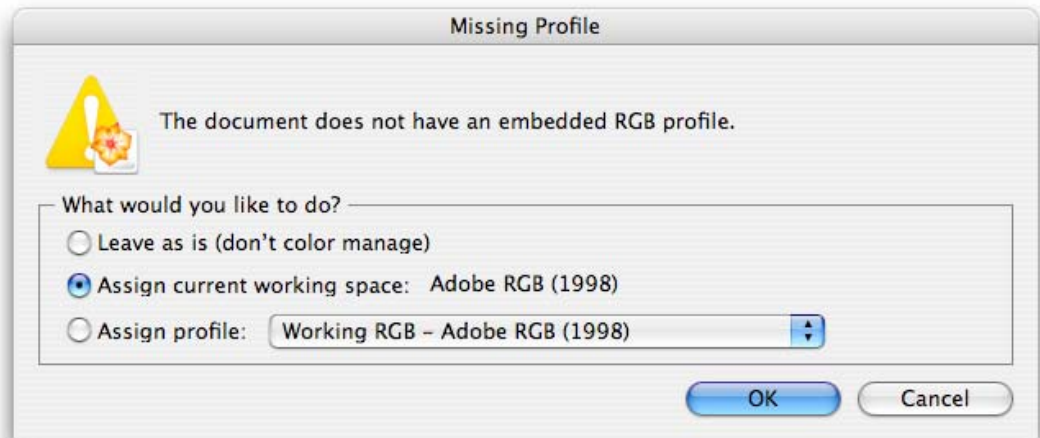 Missing Profile
The document does not have an embedded RGB profile.
What would you like to do?
Leave as is (don't color manage)
Assign current working space: Adobe RGB (1998)
Assign profile: Working RGB – Adobe RGB (1998)
OK Cancel